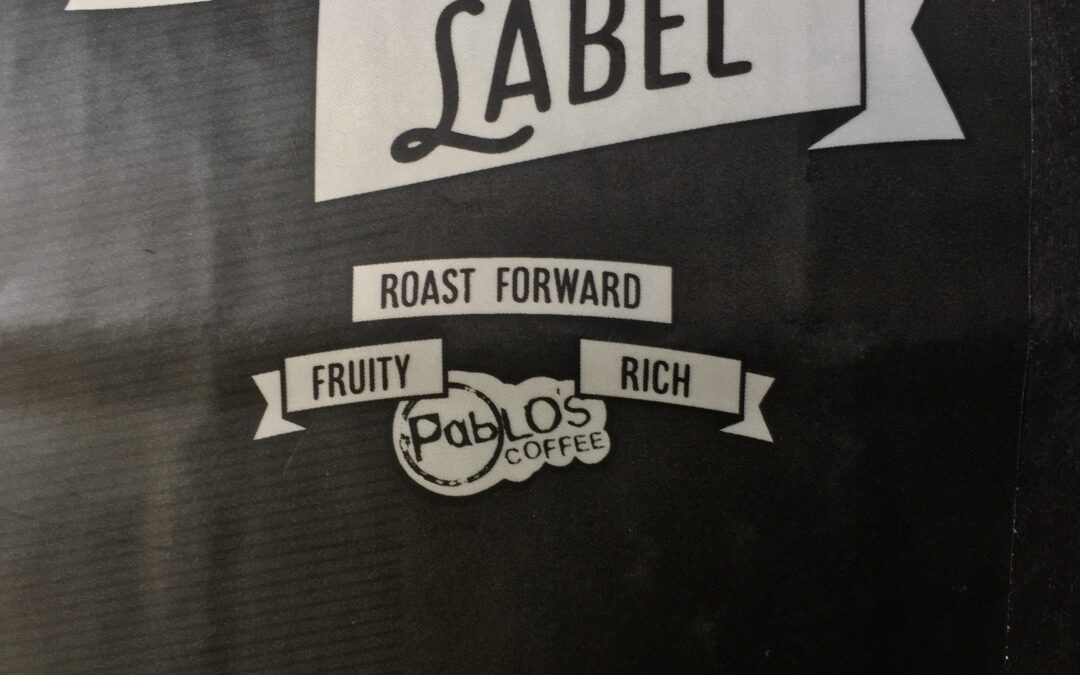 LABEL
ROAST FORWARD
FRUITY
RICH
PabLO'S
COFFEE